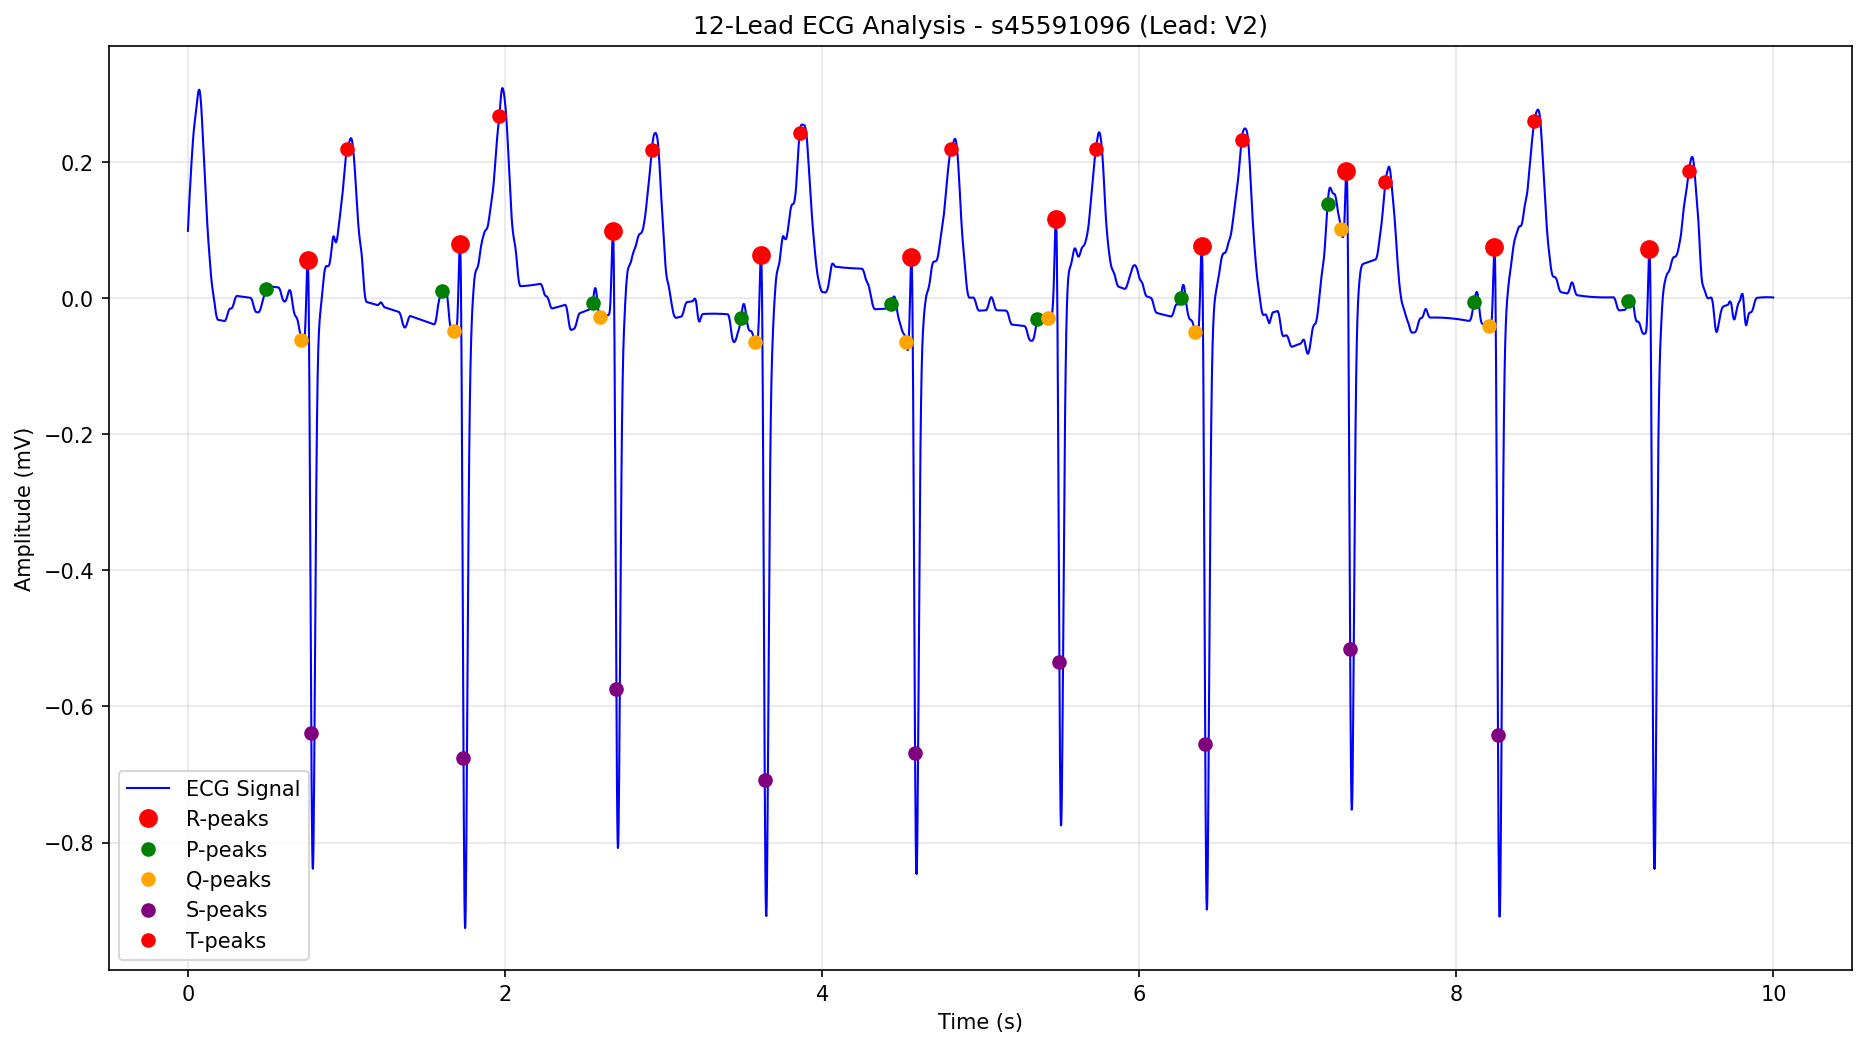 12-Lead ECG Analysis - s45591096 (Lead: V2)
Amplitude (mV)
0.2
0.0
−0.2
−0.4
−0.6
−0.8
ECG Signal
R-peaks
P-peaks
Q-peaks
S-peaks
T-peaks
0 2 4 6 8 10
Time (s)